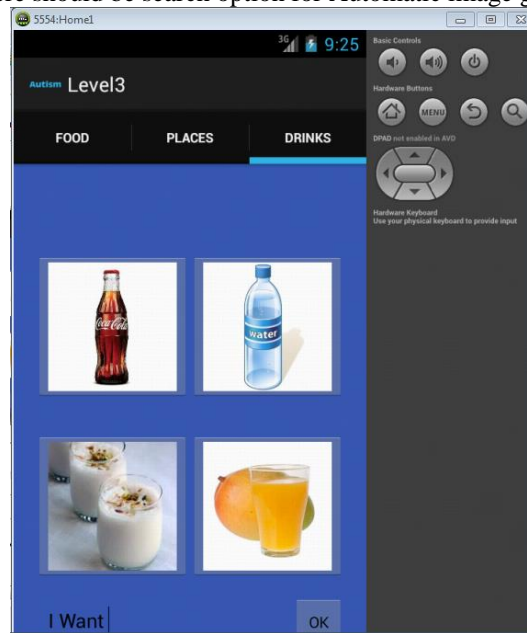 5554:Home1
3G 9:25
Autism Level3
FOOD PLACES DRINKS
Coca Cola
water
I Want
OK
Basic Controls
Hardware Buttons
MENU
DPAD not enabled in AVD
Hardware Keyboard
Use your physical keyboard to provide input